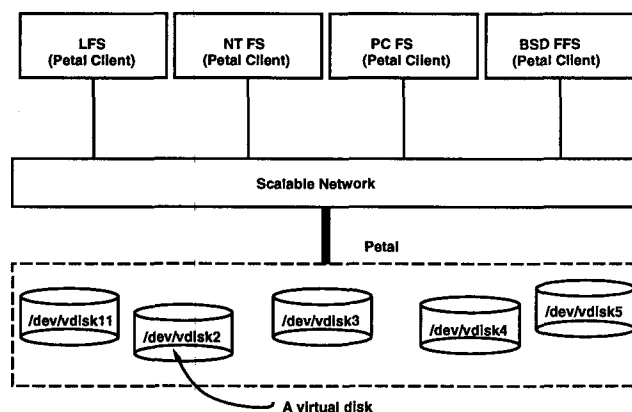 LFS
(Petal Client)
NT FS
(Petal Client)
PC FS
(Petal Client)
BSD FFS
(Petal Client)
Scalable Network
Petal
/dev/vdisk11
/dev/vdisk2
/dev/vdisk3
/dev/vdisk4
/dev/vdisk5
A virtual disk